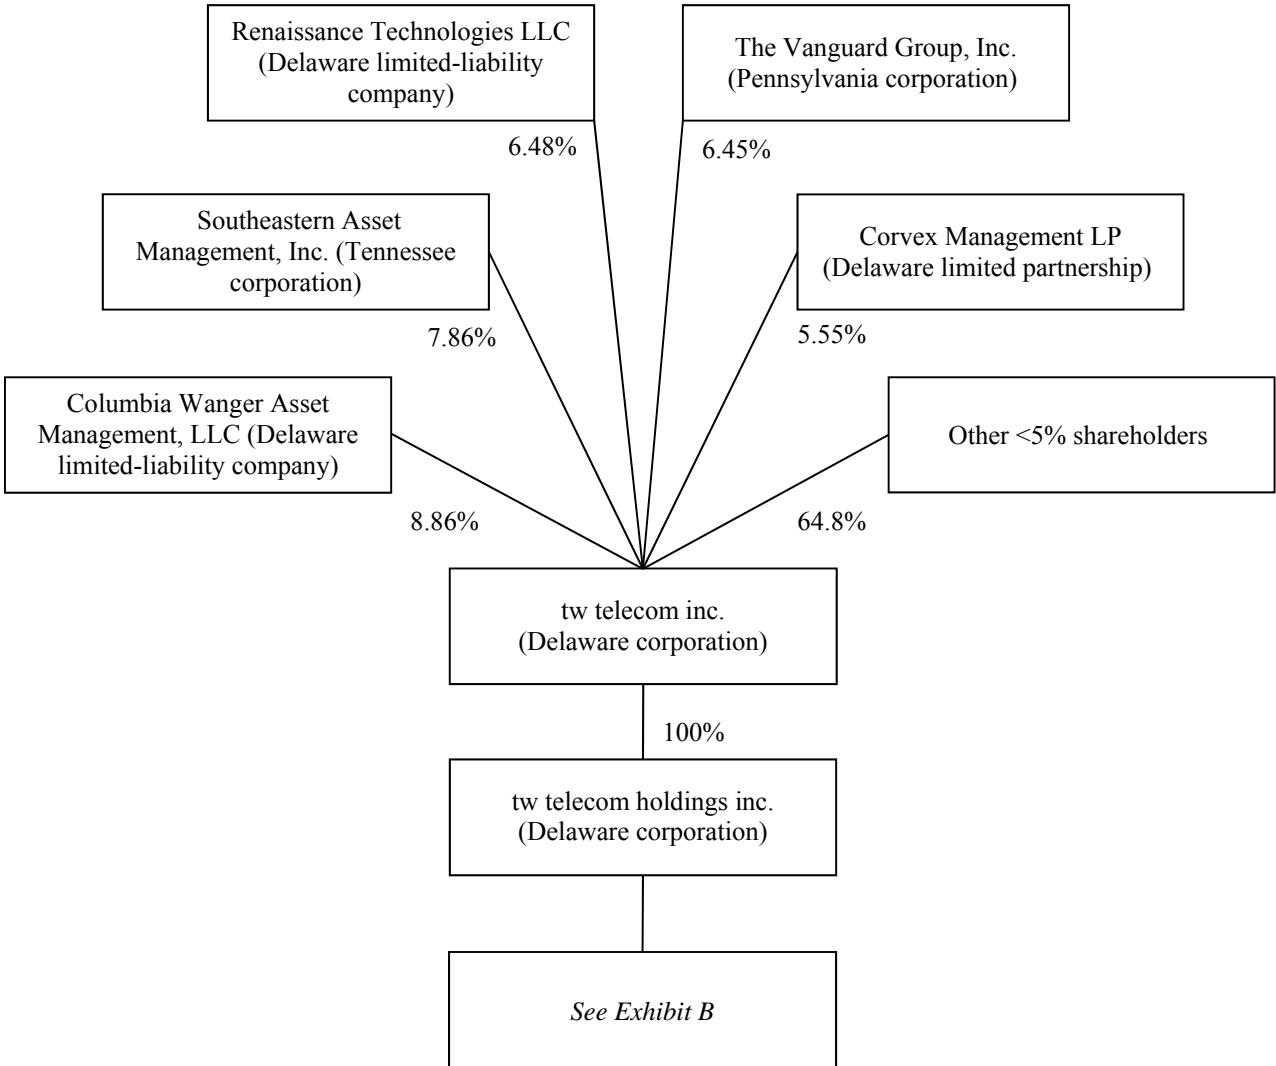 Renaissance Technologies LLC
(Delaware limited-liability
company)
The Vanguard Group, Inc.
(Pennsylvania corporation)
6.48%
6.45%
Southeastern Asset
Management, Inc. (Tennessee
corporation)
Corvex Management LP
(Delaware limited partnership)
7.86%
5.55%
Columbia Wanger Asset
Management, LLC (Delaware
limited-liability company)
Other <5% shareholders
8.86%
64.8%
tw telecom inc.
(Delaware corporation)
100%
tw telecom holdings inc.
(Delaware corporation)
See Exhibit B